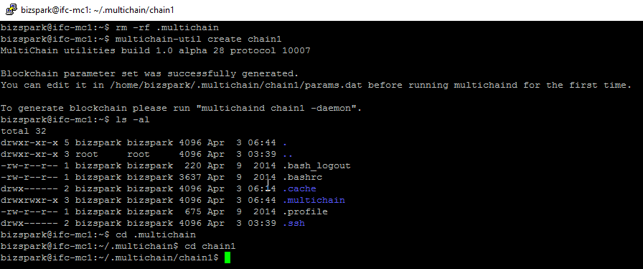 bizspark@ifc-mc1: ~/.multichain/chain1
bizspark@ifc-mc1:~$ rm -rf .multichain
bizspark@ifc-mc1:~$ multichain-util create chain1
MultiChain utilities build 1.0 alpha 28 protocol 10007
Blockchain parameter set was successfully generated.
You can edit it in /home/bizspark/.multichain/chain1/params.dat before running multichaind for the first time.
To generate blockchain please run "multichaind chain1 -daemon".
bizspark@ifc-mc1:~$ ls -al
total 32
drwxr-xr-x 5 bizspark bizspark 4096 Apr  3 06:44 .
drwxr-xr-x 3 root     root     4096 Apr  3 03:39 ..
-rw-r--r-- 1 bizspark bizspark  220 Apr  9  2014 .bash_logout
-rw-r--r-- 1 bizspark bizspark 3637 Apr  9  2014 .bashrc
drwx------ 2 bizspark bizspark 4096 Apr  3 06:14 .cache
drwxrwxr-x 3 bizspark bizspark 4096 Apr  3 06:44 .multichain
-rw-r--r-- 1 bizspark bizspark  675 Apr  9  2014 .profile
drwx------ 2 bizspark bizspark 4096 Apr  3 03:39 .ssh
bizspark@ifc-mc1:~$ cd .multichain
bizspark@ifc-mc1:~/.multichain$ cd chain1
bizspark@ifc-mc1:~/.multichain/chain1$